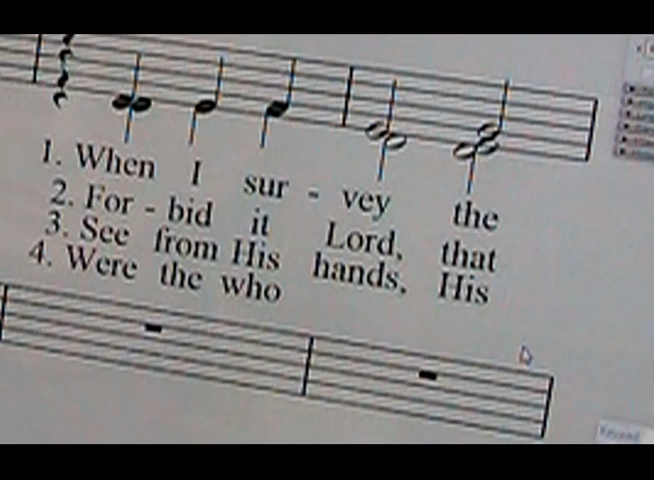 1. When I sur - vey the
2. For - bid it Lord, that
3. See from His hands, His
4. Were the who